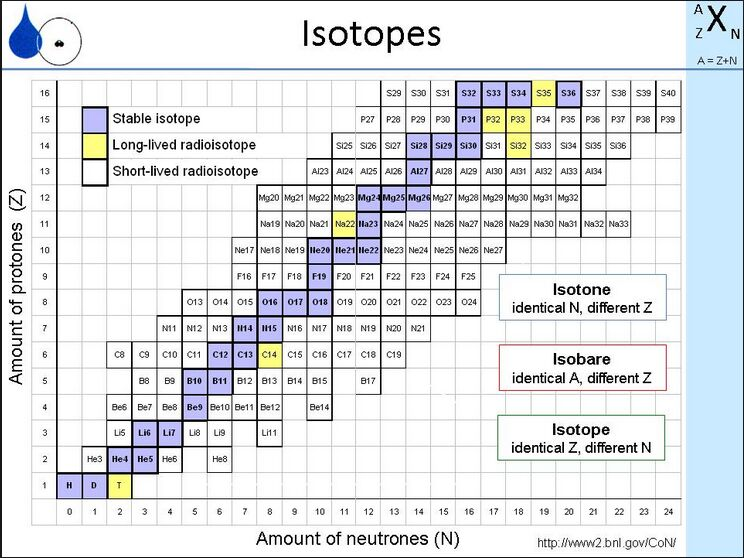 Isotopes
A
Z X N
A = Z+N
Stable isotope
Long-lived radioisotope
Short-lived radioisotope
Amount of protones (Z)
16 S29 S30 S31 S32 S33 S34 S35 S36 S37 S38 S39 S40
15 P27 P28 P29 P30 P31 P32 P33 P34 P35 P36 P37 P38 P39
14 Si25 Si26 Si27 Si28 Si29 Si30 Si31 Si32 Si33 Si34 Si35 Si36
13 Al23 Al24 Al25 Al26 Al27 Al28 Al29 Al30 Al31 Al32 Al33 Al34
12 Mg20 Mg21 Mg22 Mg23 Mg24 Mg25 Mg26 Mg27 Mg28 Mg29 Mg30 Mg31 Mg32
11 Na19 Na20 Na21 Na22 Na23 Na24 Na25 Na26 Na27 Na28 Na29 Na30 Na31 Na32 Na33
10 Ne17 Ne18 Ne19 Ne20 Ne21 Ne22 Ne23 Ne24 Ne25 Ne26 Ne27
9 F16 F17 F18 F19 F20 F21 F22 F23 F24 F25
8 O13 O14 O15 O16 O17 O18 O19 O20 O21 O22 O23 O24
7 N11 N12 N13 N14 N15 N16 N17 N18 N19 N20 N21
6 C8 C9 C10 C11 C12 C13 C14 C15 C16 C17 C18 C19
5 B8 B9 B10 B11 B12 B13 B14 B15 B17
4 Be6 Be7 Be8 Be9 Be10 Be11 Be12 Be14
3 Li5 Li6 Li7 Li8 Li9 Li11
2 He3 He4 He5 He6 He8
1 H D T
0 1 2 3 4 5 6 7 8 9 10 11 12 13 14 15 16 17 18 19 20 21 22 23 24
Amount of neutrones (N)
Isotone
identical N, different Z
Isobare
identical A, different Z
Isotope
identical Z, different N
http://www2.bnl.gov/CoN/